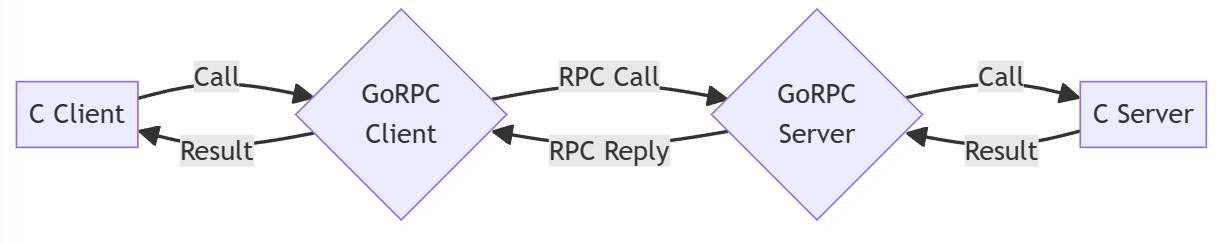 C Client
Call
Result
GoRPC
Client
RPC Call
RPC Reply
GoRPC
Server
Call
Result
C Server